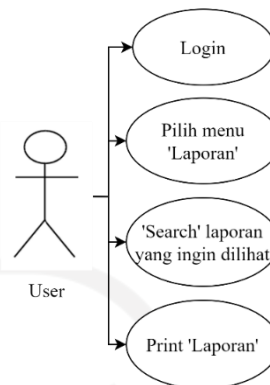 Login
Pilih menu
'Laporan'
'Search' laporan
yang ingin dilihat
User
Print 'Laporan'